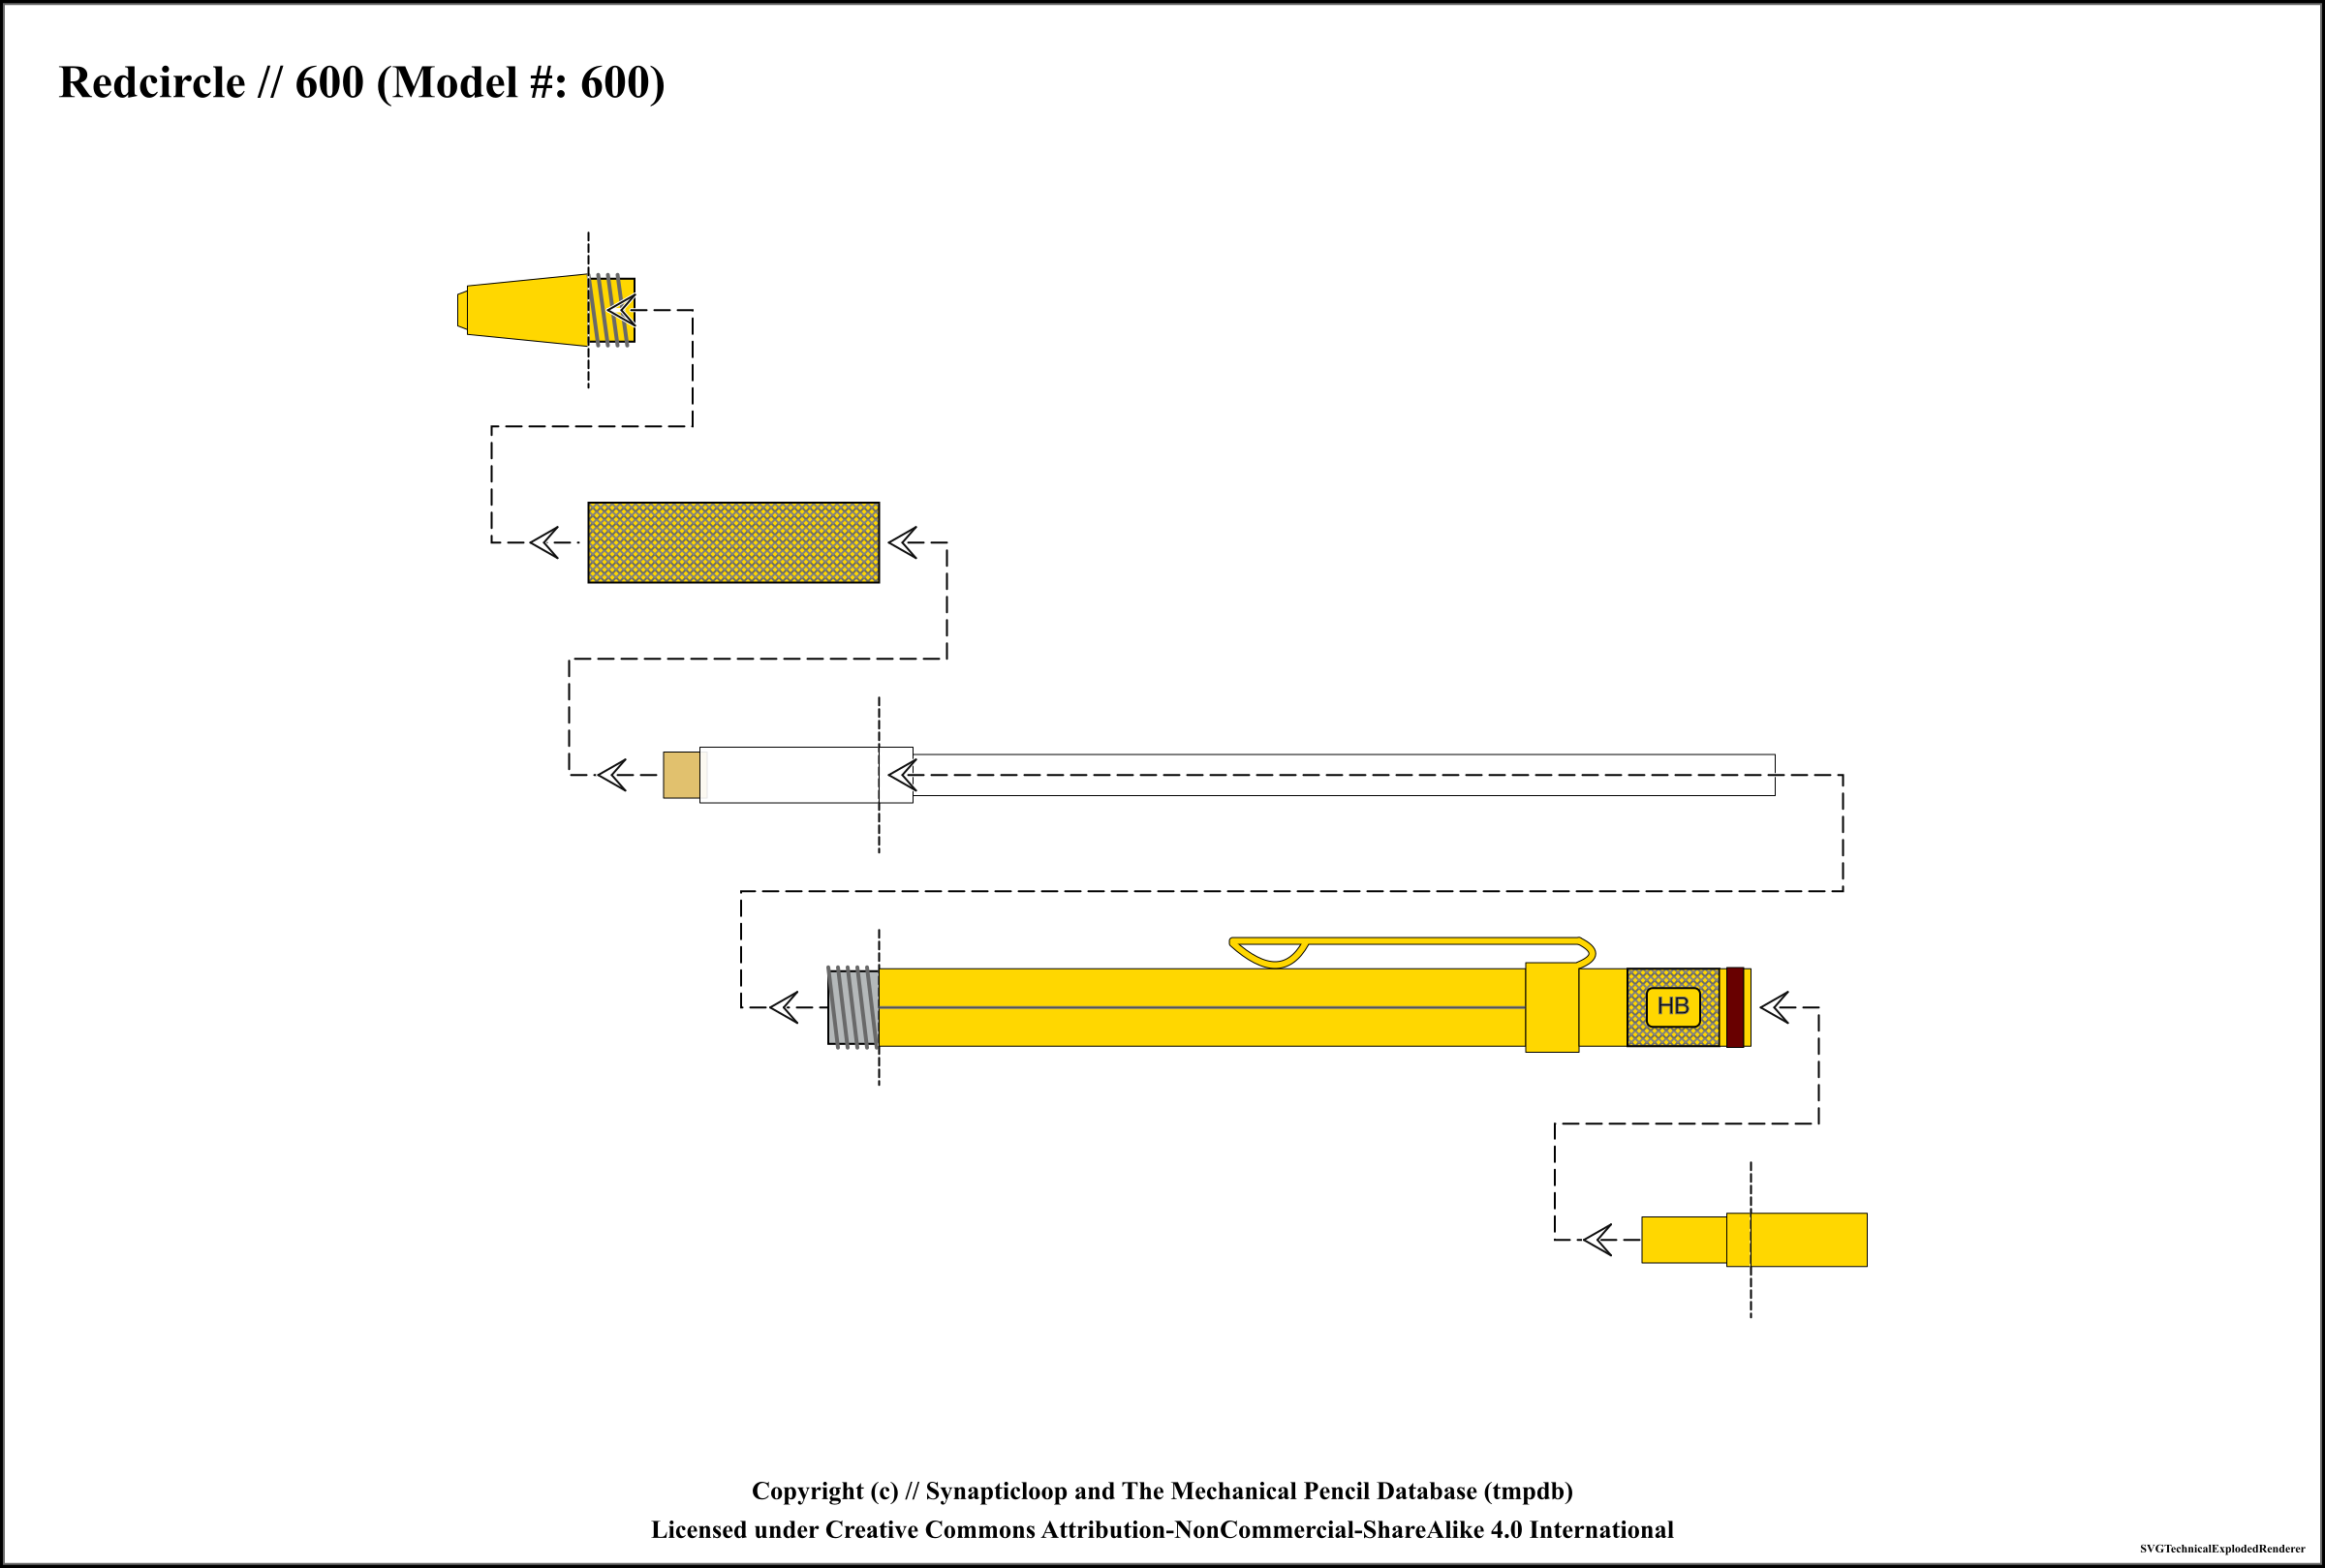 Redcircle // 600 (Model #: 600)
HB
Copyright (c) // Synapticloop and The Mechanical Pencil Database (tmpdb)
Licensed under Creative Commons Attribution-NonCommercial-ShareAlike 4.0 International
SVGTechnicalExplodedRenderer